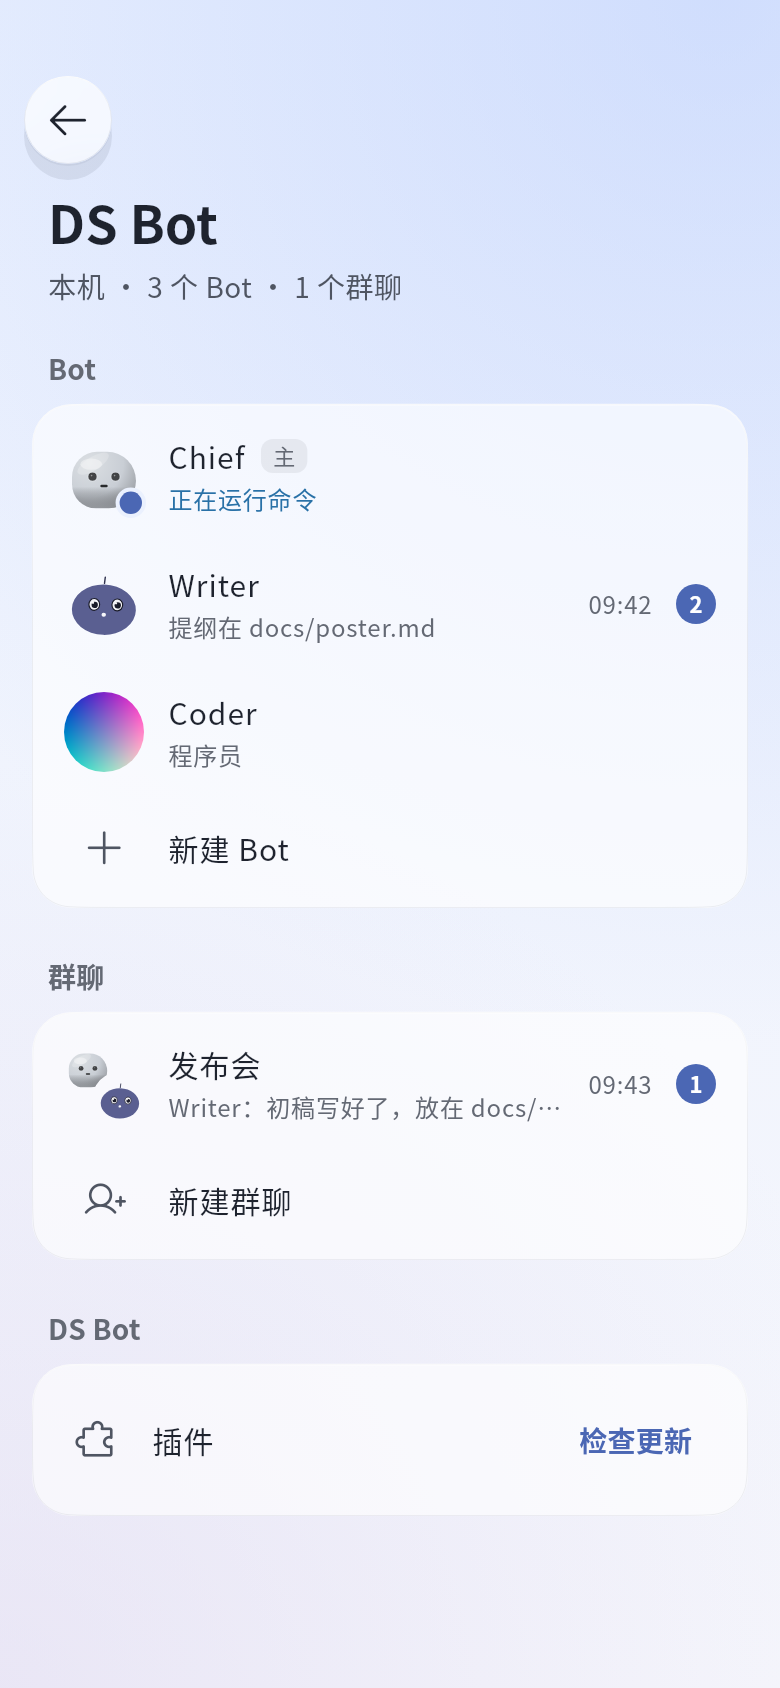 DS Bot
本机 · 3 个 Bot · 1 个群聊
Bot
Chief 主
正在运行命令
Writer
提纲在 docs/poster.md
09:42 2
Coder
程序员
新建 Bot
群聊
发布会
Writer：初稿写好了，放在 docs/…
09:43 1
新建群聊
DS Bot
插件 检查更新